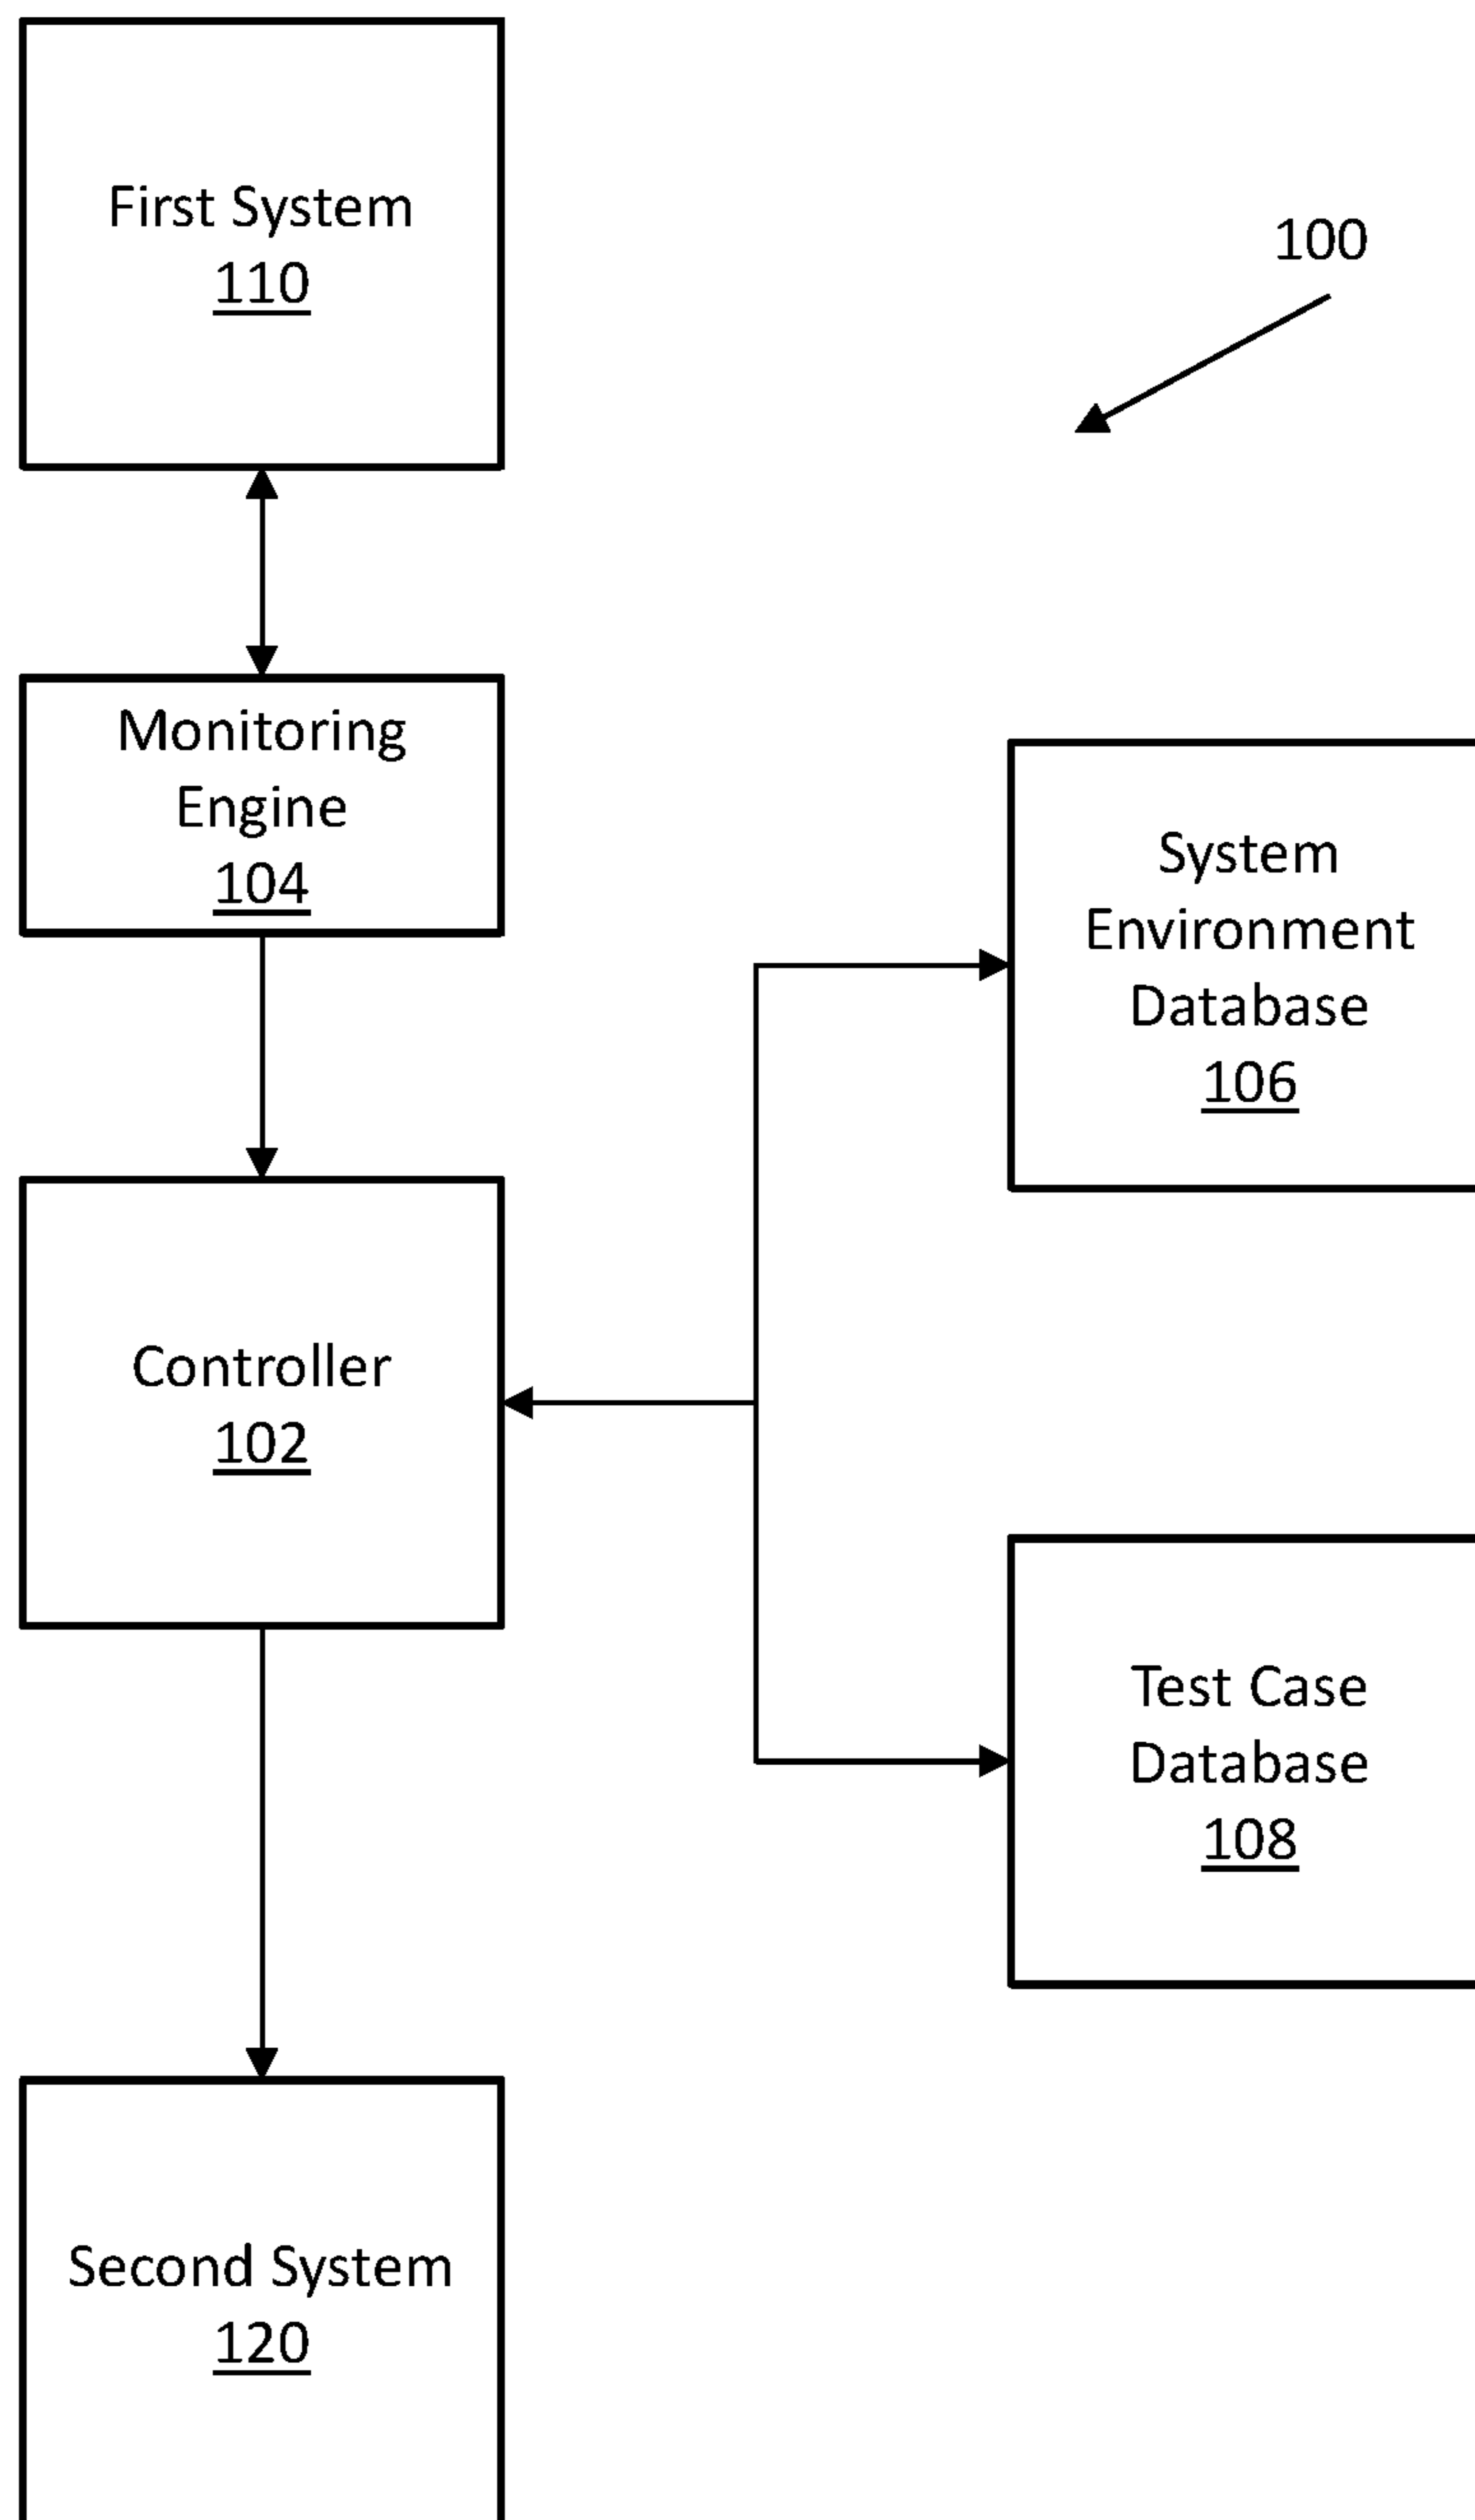 First System
110
100
Monitoring
Engine
104
System
Environment
Database
106
Controller
102
Test Case
Database
108
Second System
120